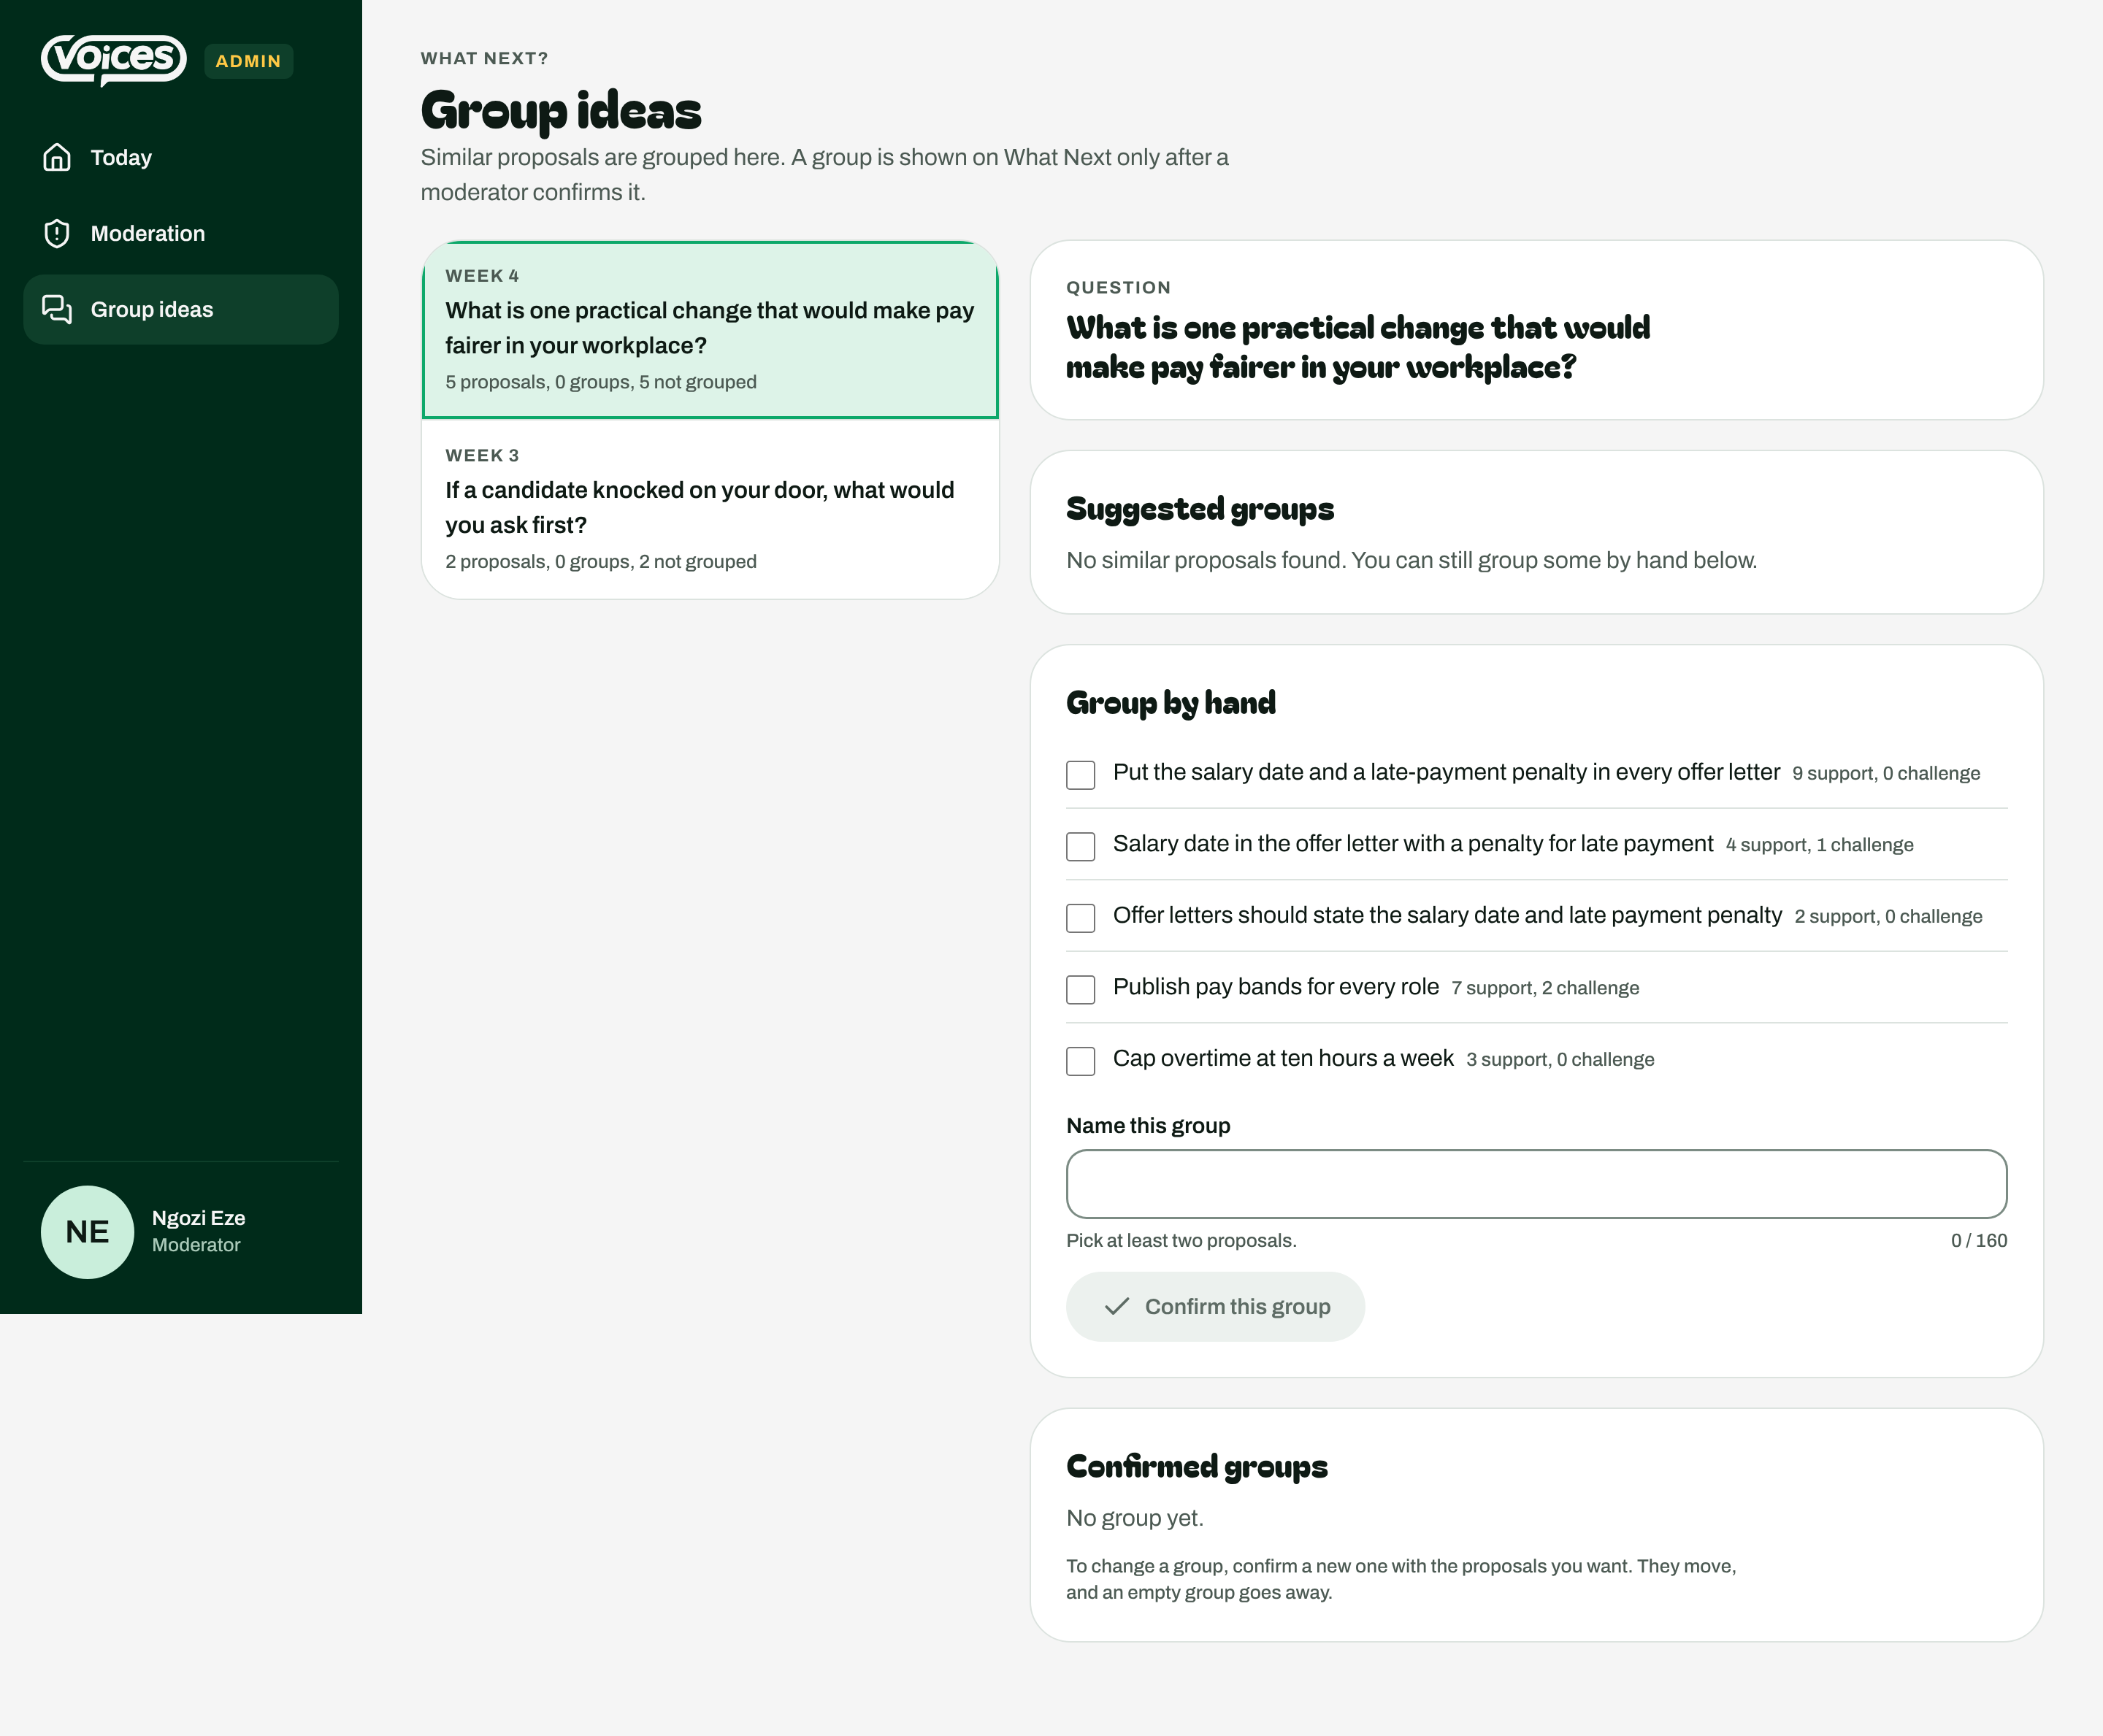 Voices
ADMIN
Today
Moderation
Group ideas
NE
Ngozi Eze
Moderator
WHAT NEXT?
Group ideas
Similar proposals are grouped here. A group is shown on What Next only after a
moderator confirms it.
WEEK 4
What is one practical change that would make pay
fairer in your workplace?
5 proposals, 0 groups, 5 not grouped
WEEK 3
If a candidate knocked on your door, what would
you ask first?
2 proposals, 0 groups, 2 not grouped
QUESTION
What is one practical change that would
make pay fairer in your workplace?
Suggested groups
No similar proposals found. You can still group some by hand below.
Group by hand
Put the salary date and a late-payment penalty in every offer letter 9 support, 0 challenge
Salary date in the offer letter with a penalty for late payment 4 support, 1 challenge
Offer letters should state the salary date and late payment penalty 2 support, 0 challenge
Publish pay bands for every role 7 support, 2 challenge
Cap overtime at ten hours a week 3 support, 0 challenge
Name this group
Pick at least two proposals. 0 / 160
Confirm this group
Confirmed groups
No group yet.
To change a group, confirm a new one with the proposals you want. They move,
and an empty group goes away.